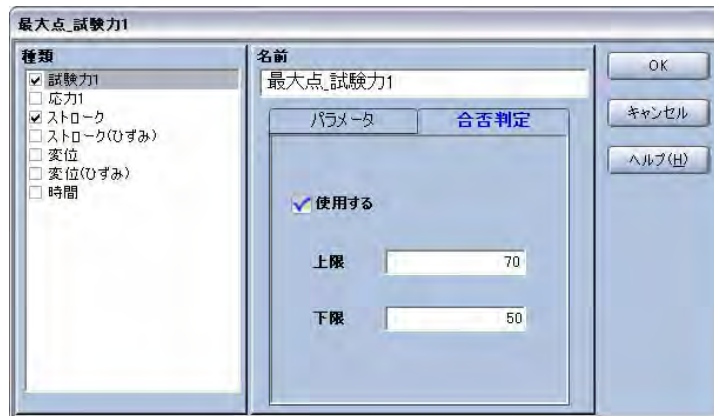 最大点_試験力1
種類
試験力1
応力1
ストローク
ストローク(ひずみ)
変位
変位(ひずみ)
時間
名前
最大点_試験力1
パラメータ
合否判定
使用する
上限 70
下限 50
OK
キャンセル
ヘルプ(H)